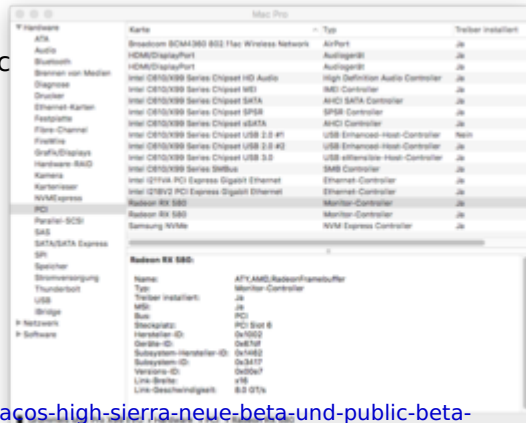 Mac Pro
Hardware
ATA
Audio
Bluetooth
Brennen von Medien
Diagnose
Drucker
Ethernet-Karten
Festplatte
Fibre-Channel
FireWire
Grafik/Displays
Hardware-RAID
Kamera
Kartenleser
NVMExpress
PCI
Parallel-SCSI
SAS
SATA/SATA Express
SPI
Speicher
Stromversorgung
Thunderbolt
USB
iBridge
Netzwerk
Software
c
Karte Typ Treiber installiert
Broadcom BCM4360 802.11ac Wireless Network AirPort Ja
HDMI/DisplayPort Audiogerät Ja
HDMI/DisplayPort Audiogerät Ja
Intel C610/X99 Series Chipset HD Audio High Definition Audio Controller Ja
Intel C610/X99 Series Chipset MEI IMEI Controller Ja
Intel C610/X99 Series Chipset SATA AHCI SATA Controller Ja
Intel C610/X99 Series Chipset SPSR SPSR Controller Ja
Intel C610/X99 Series Chipset sSATA AHCI Controller Ja
Intel C610/X99 Series Chipset USB 2.0 #1 USB Enhanced-Host-Controller Nein
Intel C610/X99 Series Chipset USB 2.0 #2 USB Enhanced-Host-Controller Ja
Intel C610/X99 Series Chipset USB 3.0 USB eXtensible-Host-Controller Ja
Intel C610/X99 Series Chipset SMBus SMB Controller Ja
Intel I211VA PCI Express Gigabit Ethernet Ethernet-Controller Ja
Intel I218V2 PCI Express Gigabit Ethernet Ethernet-Controller Ja
Radeon RX 580 Monitor-Controller Ja
Radeon RX 580 Monitor-Controller Ja
Samsung NVMe NVM Express Controller Ja
Radeon RX 580:
Name: ATY,AMD,RadeonFramebuffer
Typ: Monitor-Controller
Treiber installiert: Ja
MSI: Ja
Bus: PCI
Steckplatz: PCI Slot 6
Hersteller-ID: 0x1002
Geräte-ID: 0x67df
Subsystem-Hersteller-ID: 0x1462
Subsystem-ID: 0x3417
Versions-ID: 0x00e7
Link-Breite: x16
Link-Geschwindigkeit: 8.0 GT/s
acos-high-sierra-neue-beta-und-public-beta-